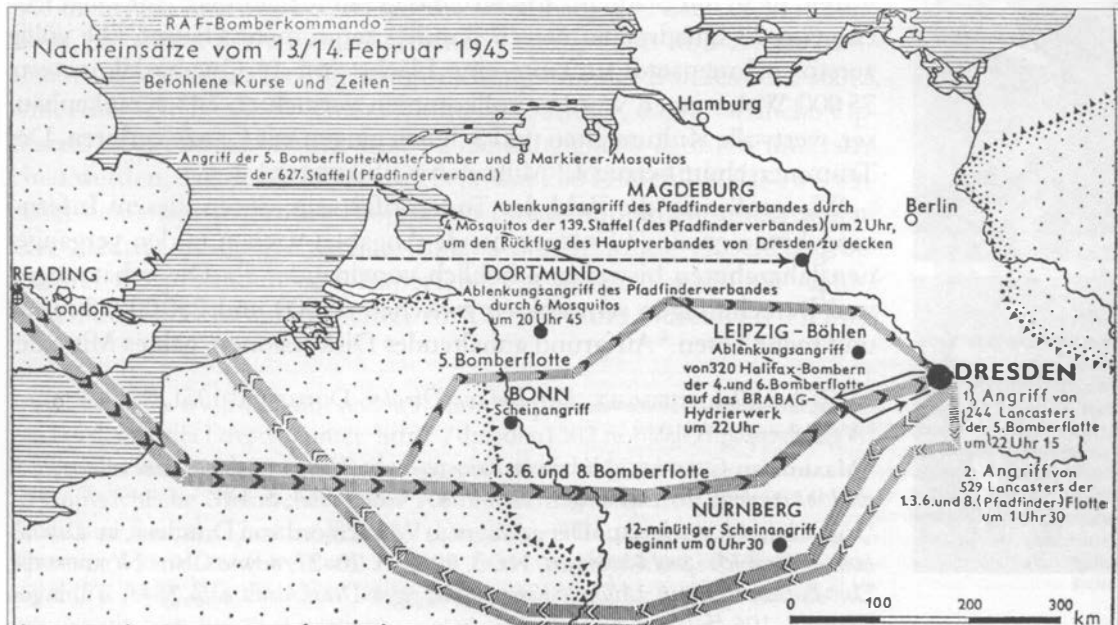 RAF-Bomberkommando
Nachteinsätze vom 13/14.Februar 1945
Befohlene Kurse und Zeiten
Hamburg
Angriff der 5.Bomberflotte:Masterbomber und 8 Markierer-Mosquitos
der 627.Staffel (Pfadfinderverband)
MAGDEBURG
Ablenkungsangriff des Pfadfinderverbandes durch
4 Mosquitos der 139.Staffel (des Pfadfinderverbandes) um 2 Uhr,
um den Rückflug des Hauptverbandes von Dresden zu decken
Berlin
READING
London
DORTMUND
Ablenkungsangriff des Pfadfinderverbandes
durch 6 Mosquitos
um 20 Uhr 45
5.Bomberflotte
LEIPZIG – Böhlen
Ablenkungsangriff
von 320 Halifax-Bombern
der 4.und 6.Bomberflotte
auf das BRABAG-
Hydrierwerk
um 22 Uhr
BONN
Scheinangriff
DRESDEN
1. Angriff von
244 Lancasters
der 5.Bomberflotte
um 22 Uhr 15
1.3.6. und 8. Bomberflotte
2. Angriff von
529 Lancasters der
1.3.6.und 8.(Pfadfinder-)Flotte
um 1 Uhr 30
NÜRNBERG
12-minütiger Scheinangriff
beginnt um 0 Uhr 30
0 100 200 300 km